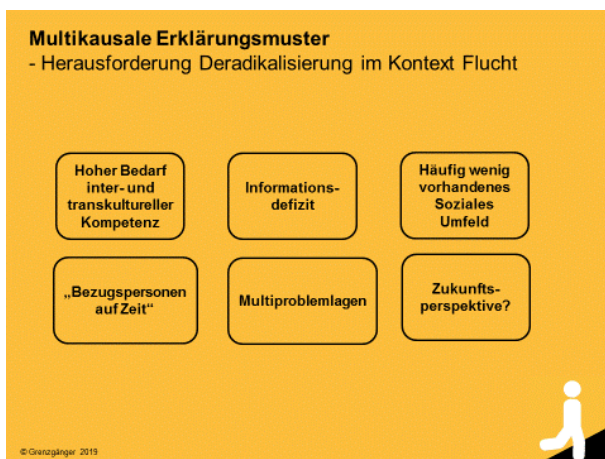 Multikausale Erklärungsmuster
- Herausforderung Deradikalisierung im Kontext Flucht
Hoher Bedarf
inter- und
transkultureller
Kompetenz
Informations-
defizit
Häufig wenig
vorhandenes
Soziales
Umfeld
„Bezugspersonen
auf Zeit“
Multiproblemlagen
Zukunfts-
perspektive?
© Grenzgänger 2019